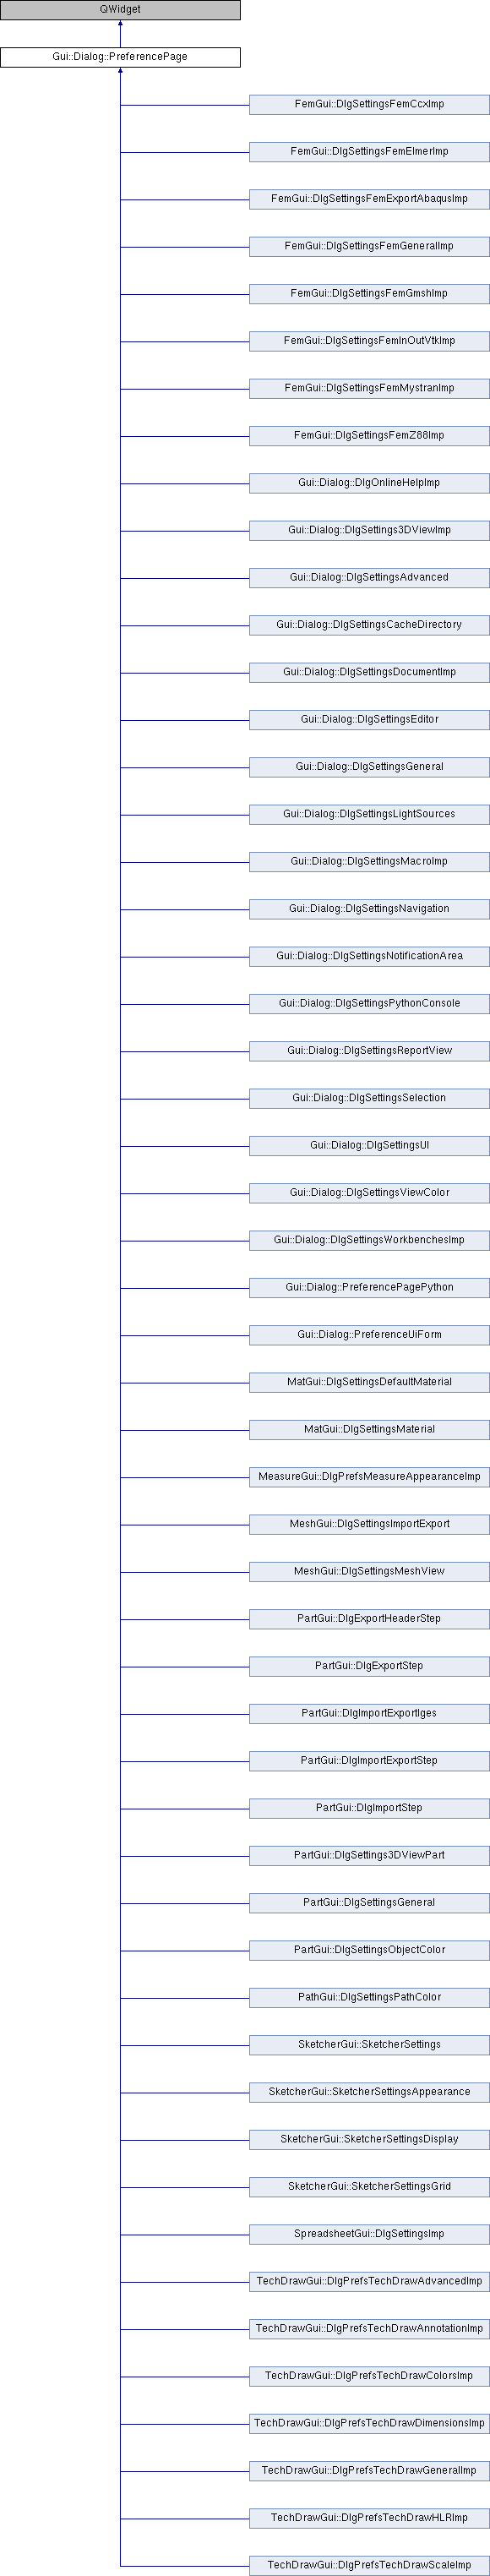 QWidget
Gui::Dialog::PreferencePage
FemGui::DlgSettingsFemCcxImp
FemGui::DlgSettingsFemElmerImp
FemGui::DlgSettingsFemExportAbaqusImp
FemGui::DlgSettingsFemGeneralImp
FemGui::DlgSettingsFemGmshImp
FemGui::DlgSettingsFemInOutVtkImp
FemGui::DlgSettingsFemMystranImp
FemGui::DlgSettingsFemZ88Imp
Gui::Dialog::DlgOnlineHelpImp
Gui::Dialog::DlgSettings3DViewImp
Gui::Dialog::DlgSettingsAdvanced
Gui::Dialog::DlgSettingsCacheDirectory
Gui::Dialog::DlgSettingsDocumentImp
Gui::Dialog::DlgSettingsEditor
Gui::Dialog::DlgSettingsGeneral
Gui::Dialog::DlgSettingsLightSources
Gui::Dialog::DlgSettingsMacroImp
Gui::Dialog::DlgSettingsNavigation
Gui::Dialog::DlgSettingsNotificationArea
Gui::Dialog::DlgSettingsPythonConsole
Gui::Dialog::DlgSettingsReportView
Gui::Dialog::DlgSettingsSelection
Gui::Dialog::DlgSettingsUI
Gui::Dialog::DlgSettingsViewColor
Gui::Dialog::DlgSettingsWorkbenchesImp
Gui::Dialog::PreferencePagePython
Gui::Dialog::PreferenceUiForm
MatGui::DlgSettingsDefaultMaterial
MatGui::DlgSettingsMaterial
MeasureGui::DlgPrefsMeasureAppearanceImp
MeshGui::DlgSettingsImportExport
MeshGui::DlgSettingsMeshView
PartGui::DlgExportHeaderStep
PartGui::DlgExportStep
PartGui::DlgImportExportIges
PartGui::DlgImportExportStep
PartGui::DlgImportStep
PartGui::DlgSettings3DViewPart
PartGui::DlgSettingsGeneral
PartGui::DlgSettingsObjectColor
PathGui::DlgSettingsPathColor
SketcherGui::SketcherSettings
SketcherGui::SketcherSettingsAppearance
SketcherGui::SketcherSettingsDisplay
SketcherGui::SketcherSettingsGrid
SpreadsheetGui::DlgSettingsImp
TechDrawGui::DlgPrefsTechDrawAdvancedImp
TechDrawGui::DlgPrefsTechDrawAnnotationImp
TechDrawGui::DlgPrefsTechDrawColorsImp
TechDrawGui::DlgPrefsTechDrawDimensionsImp
TechDrawGui::DlgPrefsTechDrawGeneralImp
TechDrawGui::DlgPrefsTechDrawHLRImp
TechDrawGui::DlgPrefsTechDrawScaleImp